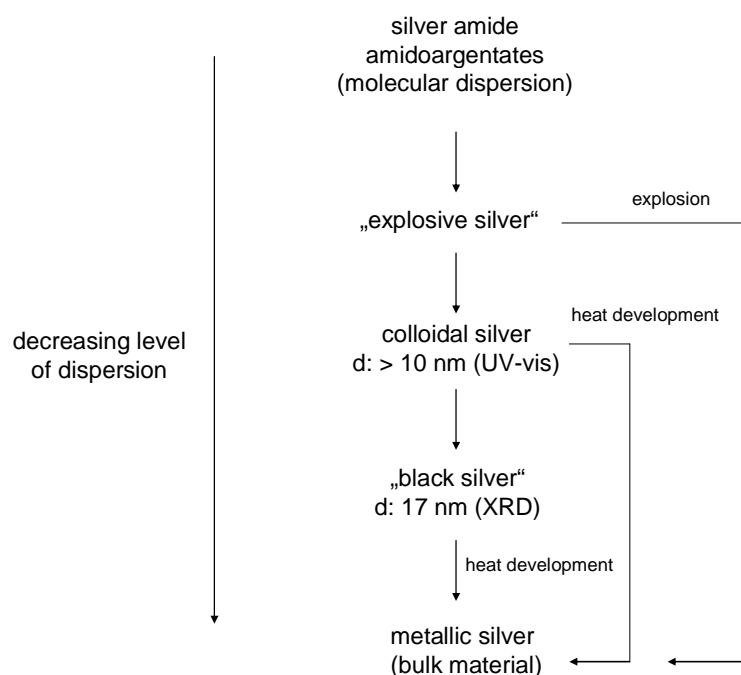 silver amide
amidoargentates
(molecular dispersion)
explosion
„explosive silver“
heat development
colloidal silver
d: > 10 nm (UV-vis)
decreasing level
of dispersion
„black silver“
d: 17 nm (XRD)
heat development
metallic silver
(bulk material)